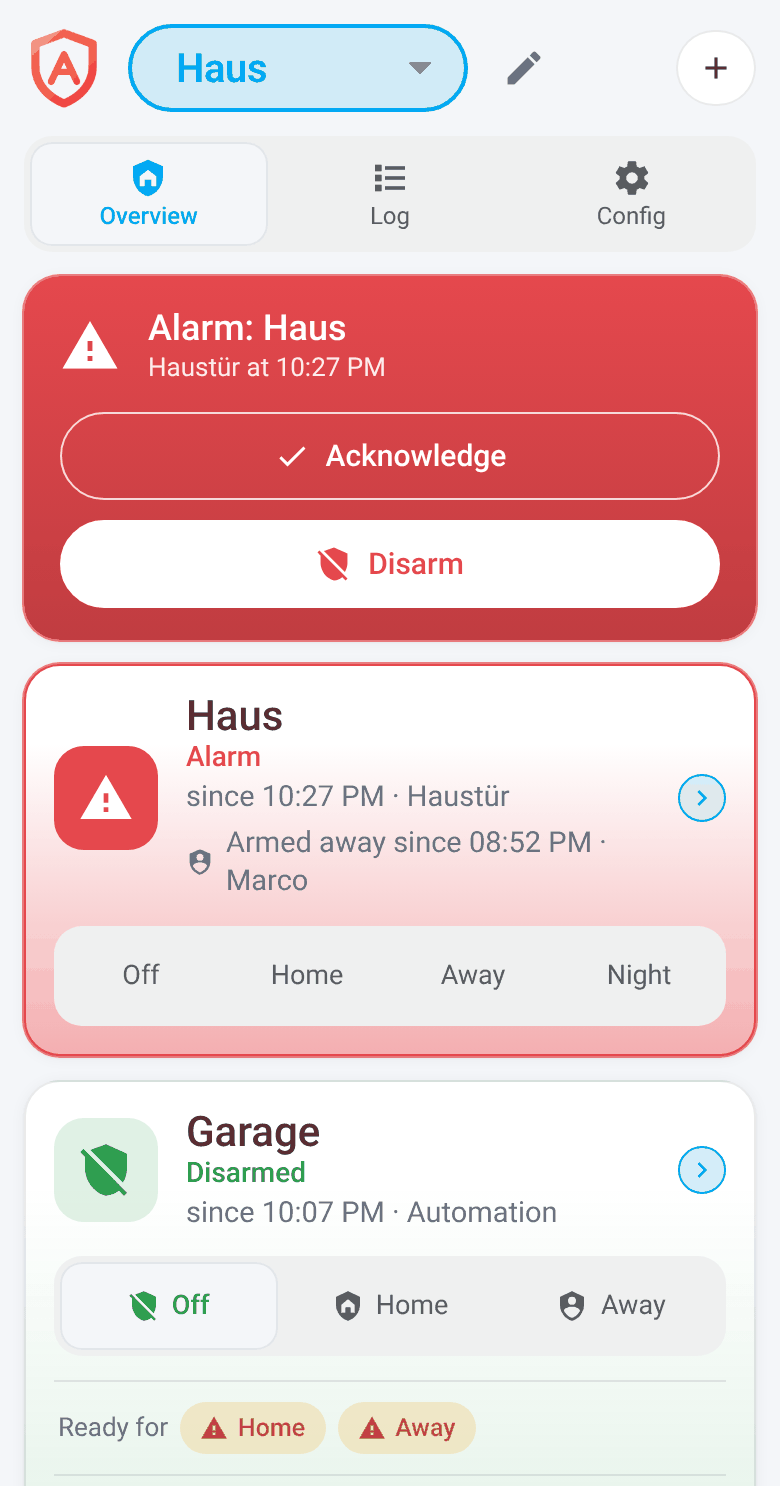 Haus
Overview
Log
Config
Alarm: Haus
Haustür at 10:27 PM
Acknowledge
Disarm
Haus
Alarm
since 10:27 PM · Haustür
Armed away since 08:52 PM ·
Marco
Off
Home
Away
Night
Garage
Disarmed
since 10:07 PM · Automation
Off
Home
Away
Ready for
Home
Away